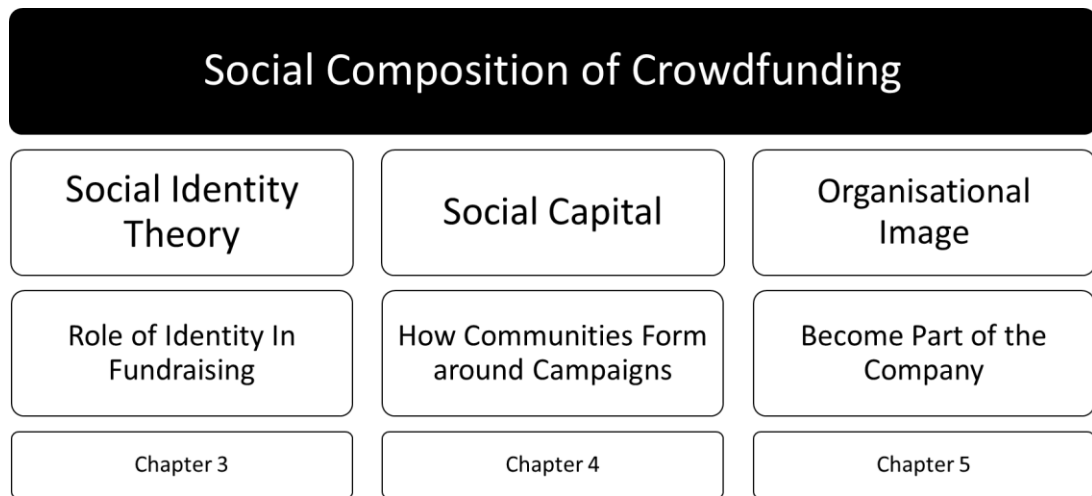 Social Composition of Crowdfunding
Social Identity
Theory
Social Capital
Organisational
Image
Role of Identity In
Fundraising
How Communities Form
around Campaigns
Become Part of the
Company
Chapter 3
Chapter 4
Chapter 5